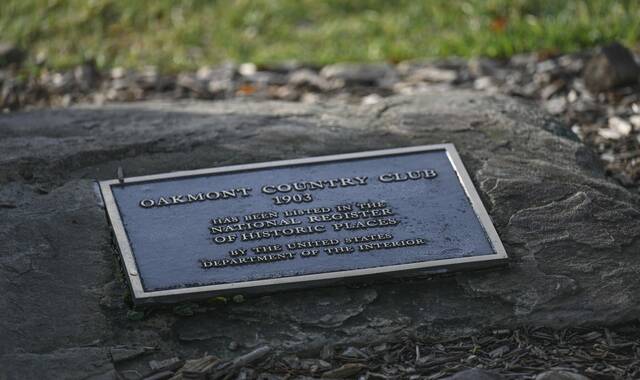 OAKMONT COUNTRY CLUB
1903
HAS BEEN LISTED IN THE
NATIONAL REGISTER
OF HISTORIC PLACES
BY THE UNITED STATES
DEPARTMENT OF THE INTERIOR